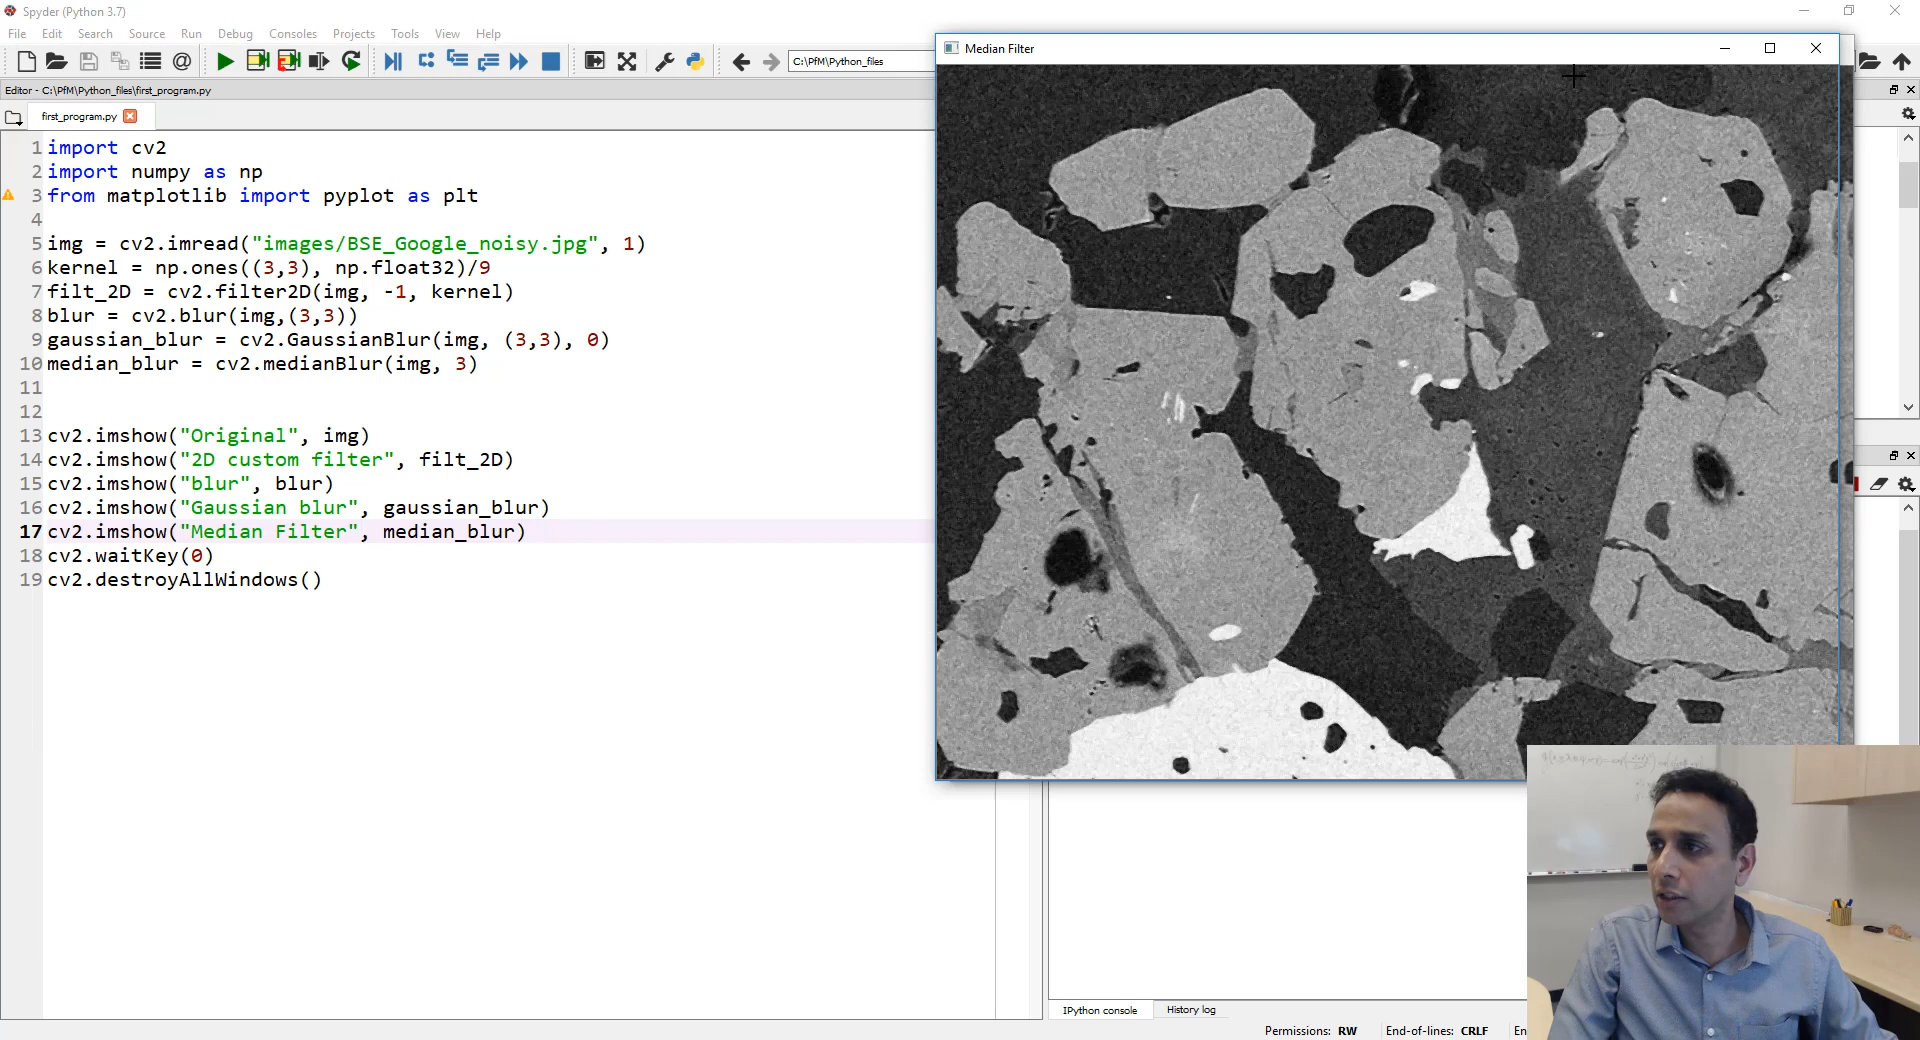 Spyder (Python 3.7)
File Edit Search Source Run Debug Consoles Projects Tools View Help
C:\PfM\Python_files
Editor - C:\PfM\Python_files\first_program.py
first_program.py
1 import cv2
2 import numpy as np
3 from matplotlib import pyplot as plt
4
5 img = cv2.imread("images/BSE_Google_noisy.jpg", 1)
6 kernel = np.ones((3,3), np.float32)/9
7 filt_2D = cv2.filter2D(img, -1, kernel)
8 blur = cv2.blur(img,(3,3))
9 gaussian_blur = cv2.GaussianBlur(img, (3,3), 0)
10 median_blur = cv2.medianBlur(img, 3)
11
12
13 cv2.imshow("Original", img)
14 cv2.imshow("2D custom filter", filt_2D)
15 cv2.imshow("blur", blur)
16 cv2.imshow("Gaussian blur", gaussian_blur)
17 cv2.imshow("Median Filter", median_blur)
18 cv2.waitKey(0)
19 cv2.destroyAllWindows()
Median Filter
IPython console History log
Permissions: RW End-of-lines: CRLF En